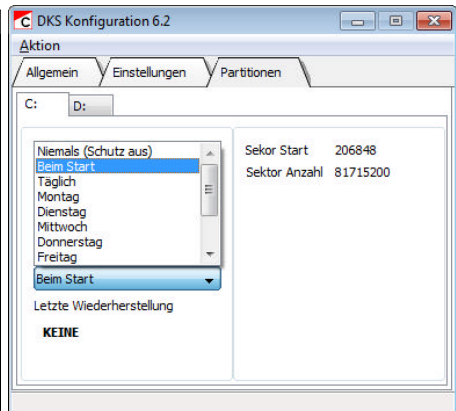 C DKS Konfiguration 6.2
Aktion
Allgemein Einstellungen Partitionen
C: D:
Niemals (Schutz aus)
Beim Start
Täglich
Montag
Dienstag
Mittwoch
Donnerstag
Freitag
Beim Start
Letzte Wiederherstellung
KEINE
Sekor Start 206848
Sektor Anzahl 81715200